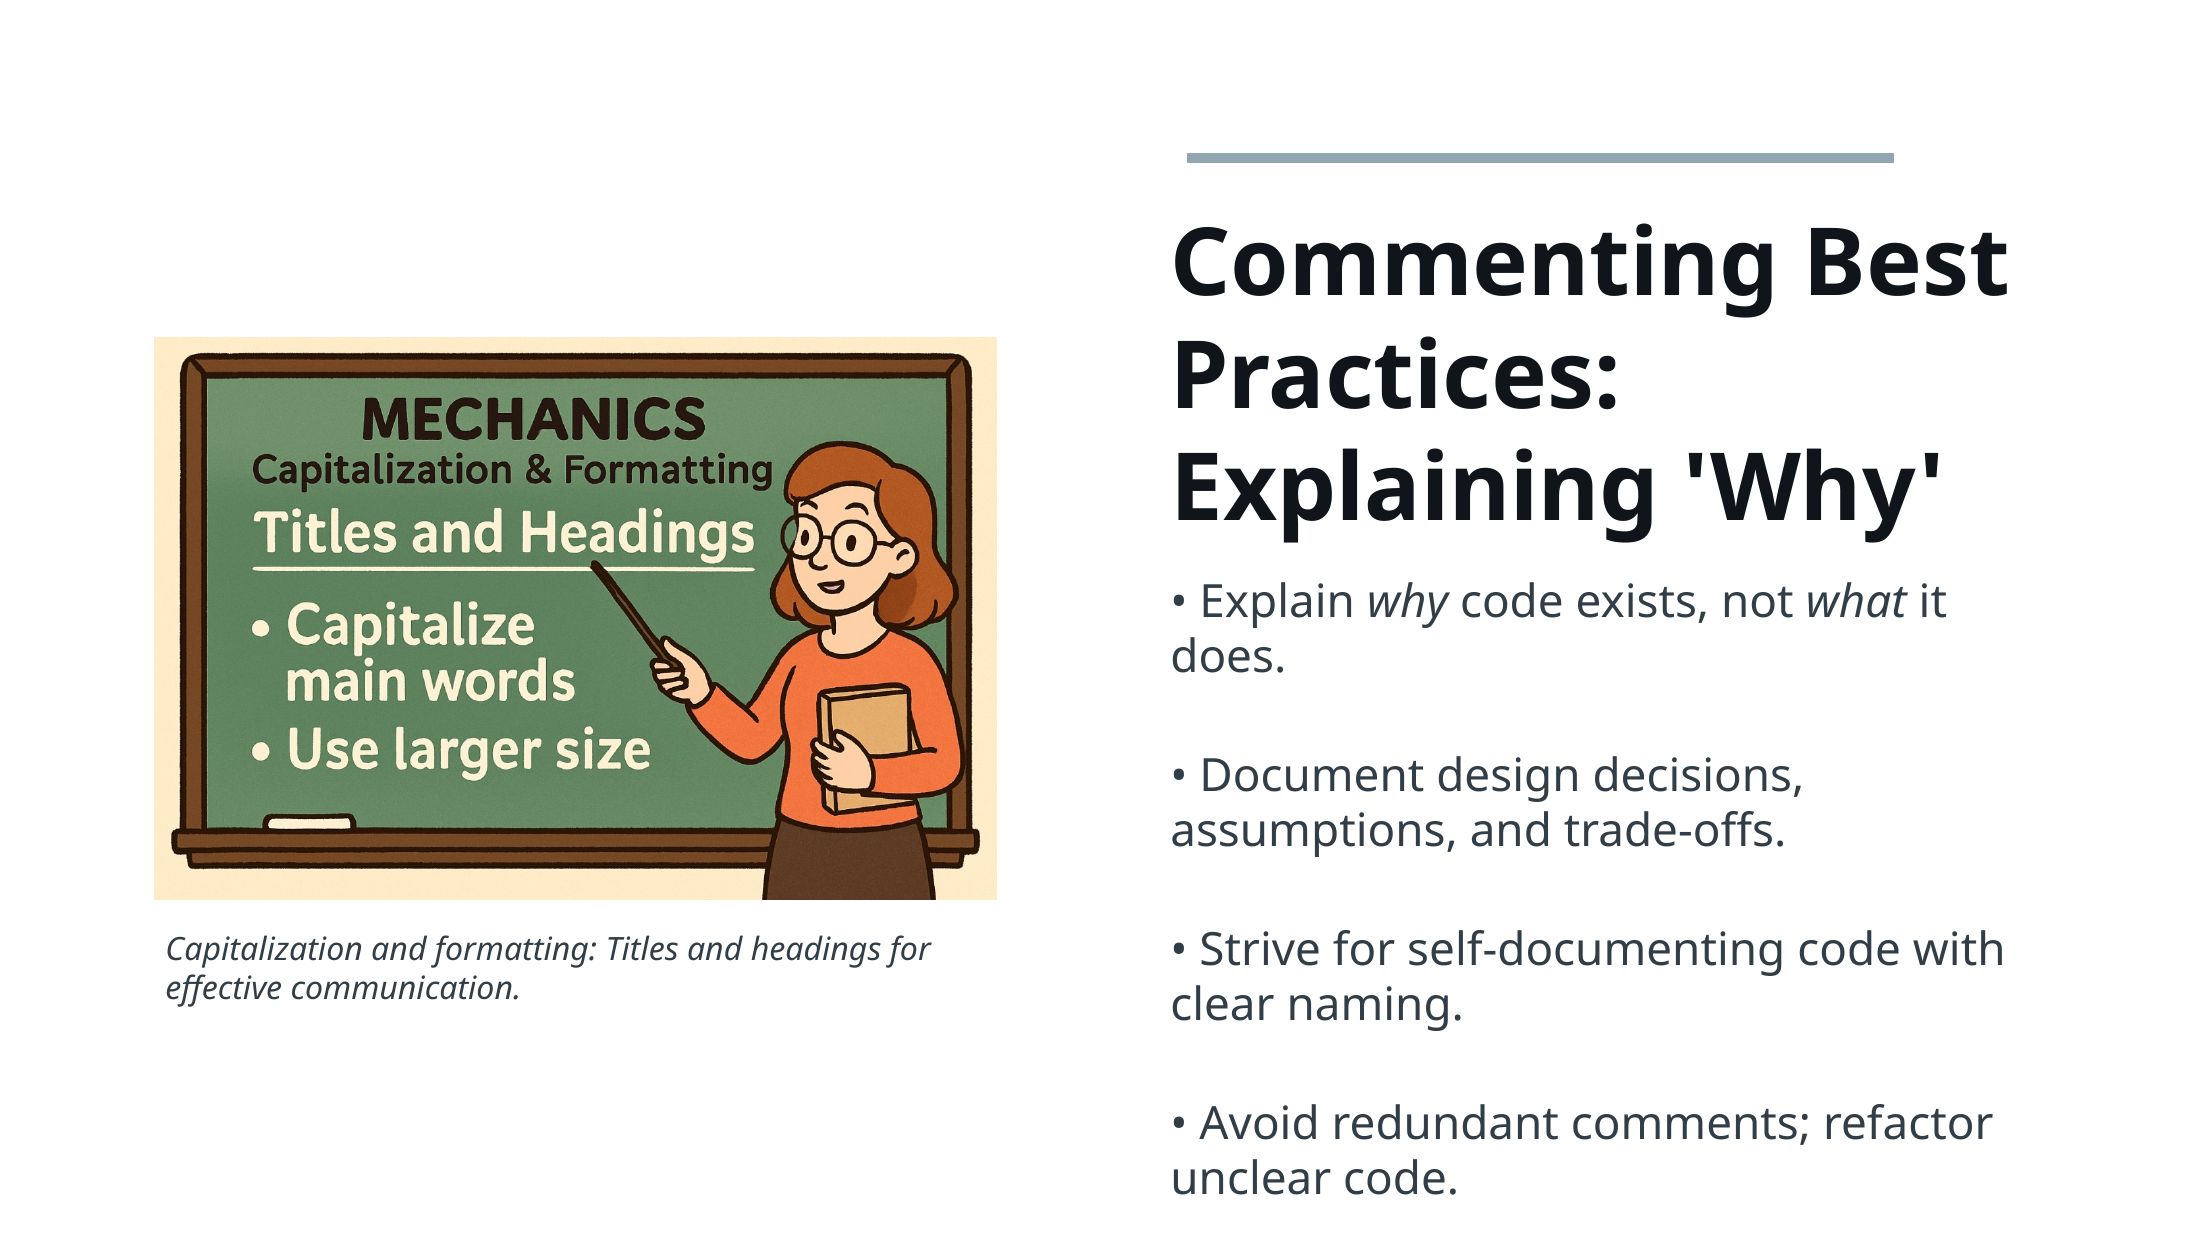 MECHANICS
Capitalization & Formatting
Titles and Headings
• Capitalize
main words
• Use larger size
Capitalization and formatting: Titles and headings for
effective communication.
Commenting Best
Practices:
Explaining 'Why'
• Explain why code exists, not what it
does.
• Document design decisions,
assumptions, and trade-offs.
• Strive for self-documenting code with
clear naming.
• Avoid redundant comments; refactor
unclear code.